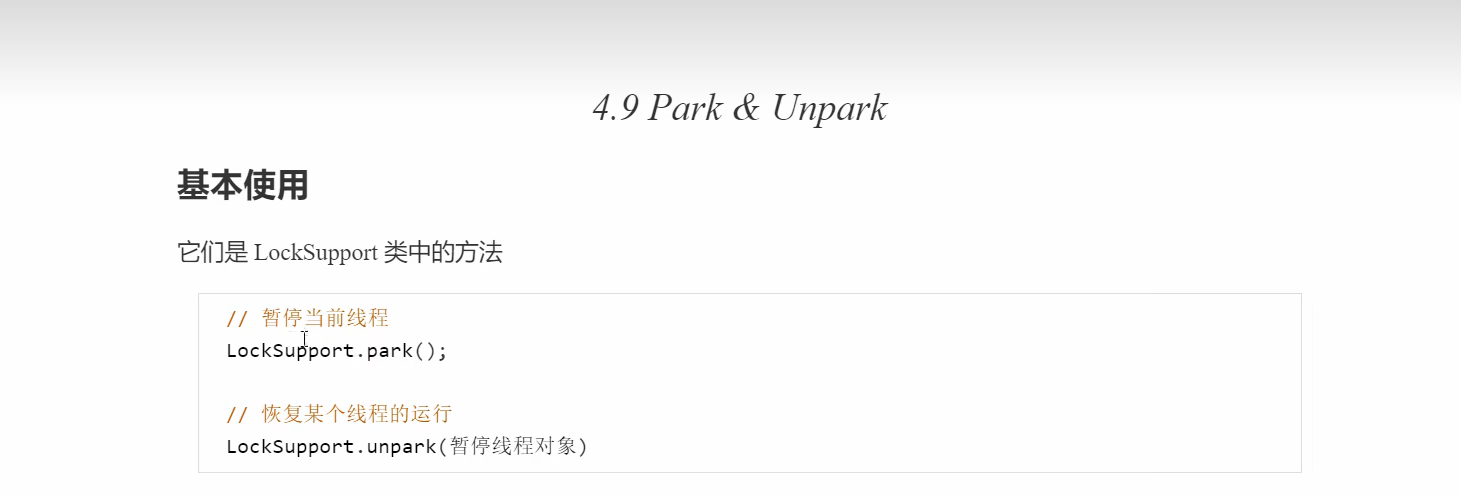 4.9 Park & Unpark
基本使用
它们是 LockSupport 类中的方法
// 暂停当前线程
LockSupport.park();
// 恢复某个线程的运行
LockSupport.unpark(暂停线程对象)